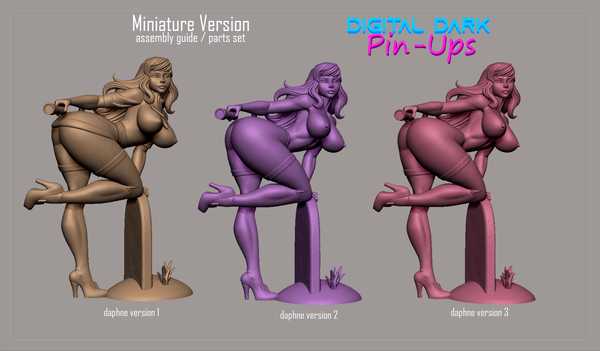 Miniature Version
assembly guide / parts set
DIGITAL DARK
Pin-Ups
daphne version 1
daphne version 2
daphne version 3